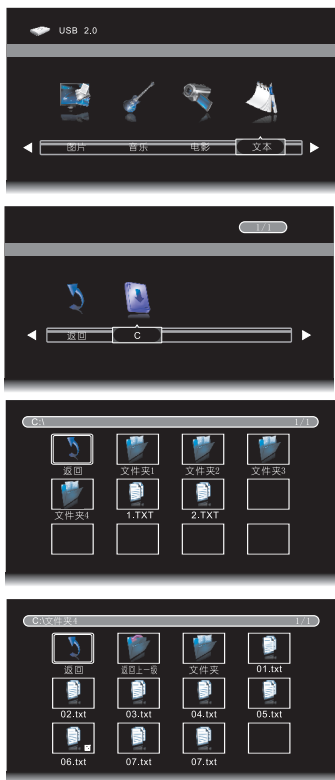 USB 2.0
图片 音乐 电影 文本
1/1
返回 C
C:\ 1/1
返回 文件夹1 文件夹2 文件夹3
文件夹4 1.TXT 2.TXT
C:\文件夹4 1/1
返回 返回上一级 文件夹 01.txt
02.txt 03.txt 04.txt 05.txt
06.txt 07.txt 07.txt